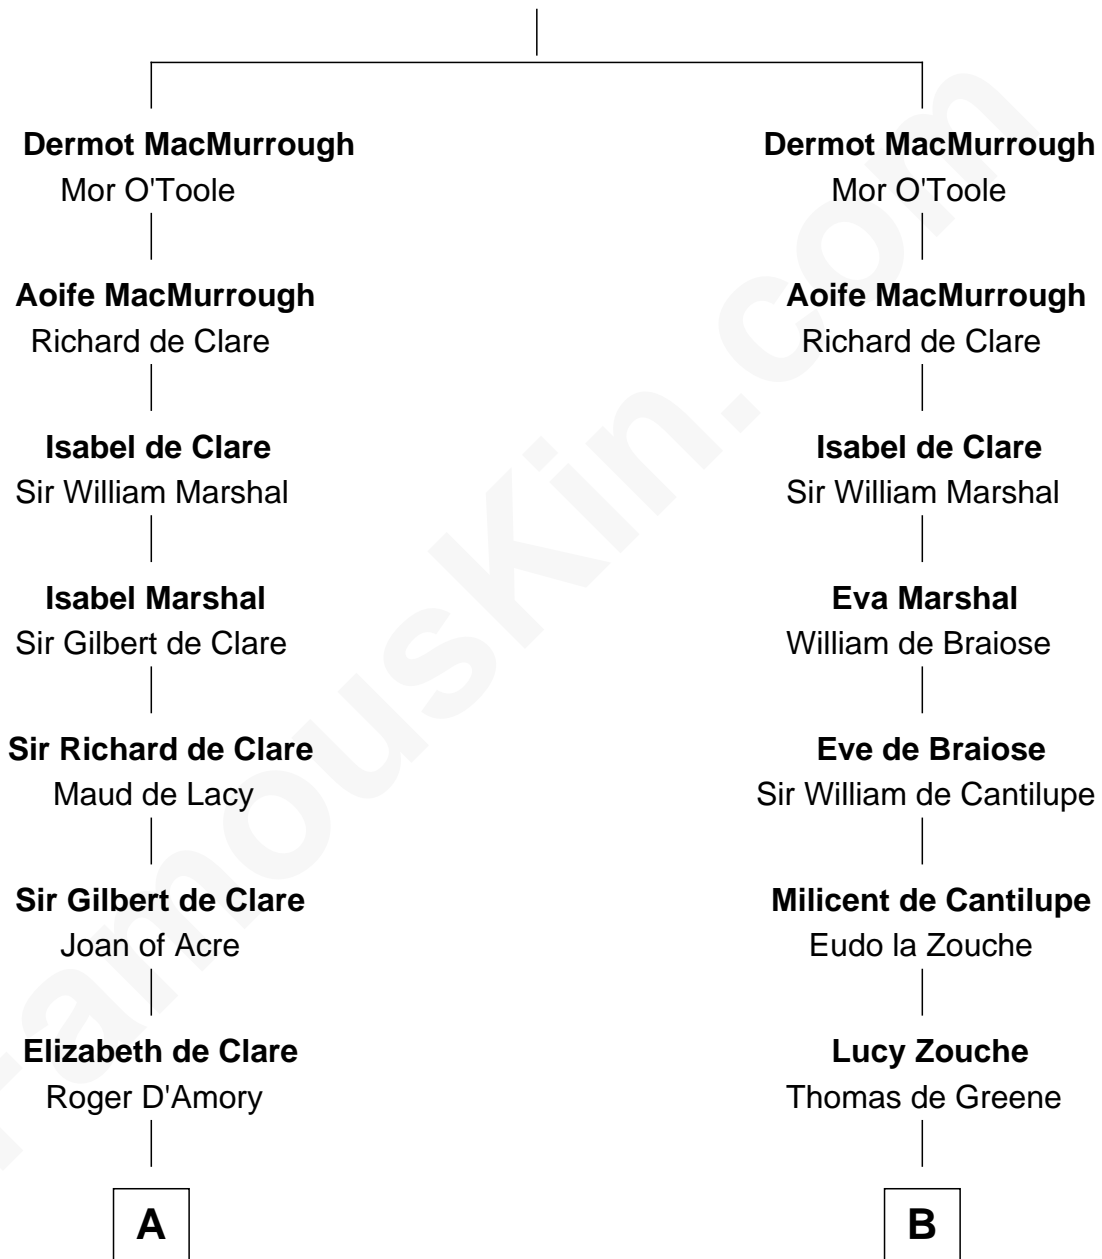 Dermot MacMurrough
Mor O'Toole
Aoife MacMurrough
Richard de Clare
Isabel de Clare
Sir William Marshal
Isabel Marshal
Sir Gilbert de Clare
Sir Richard de Clare
Maud de Lacy
Sir Gilbert de Clare
Joan of Acre
Elizabeth de Clare
Roger D'Amory
A
Dermot MacMurrough
Mor O'Toole
Aoife MacMurrough
Richard de Clare
Isabel de Clare
Sir William Marshal
Eva Marshal
William de Braiose
Eve de Braiose
Sir William de Cantilupe
Milicent de Cantilupe
Eudo la Zouche
Lucy Zouche
Thomas de Greene
B
FamousKin.com